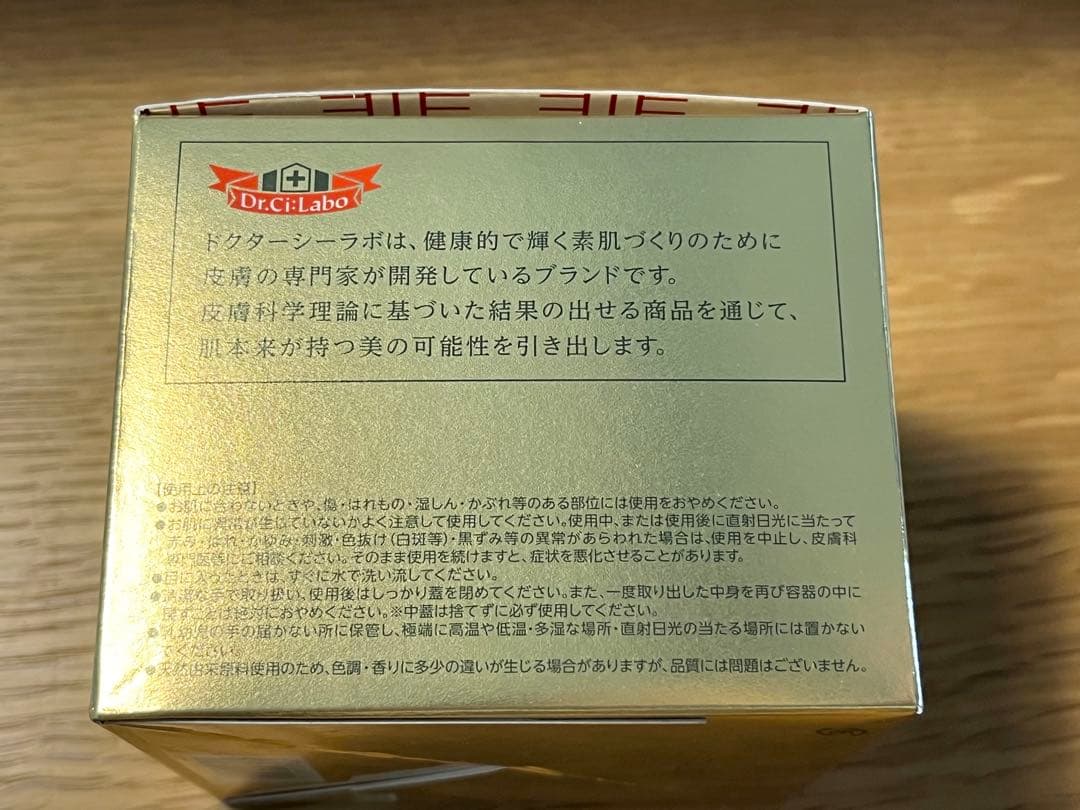 Dr.Ci:Labo
ドクターシーラボは、健康的で輝く素肌づくりのために
皮膚の専門家が開発しているブランドです。
皮膚科学理論に基づいた結果の出せる商品を通じて、
肌本来が持つ美の可能性を引き出します。
【使用上の注意】
●お肌に合わないときや、傷・はれもの・湿しん・かぶれ等のある部位には使用をおやめください。
●お肌に異常が生じていないかよく注意して使用してください。使用中、または使用後に直射日光に当たって
赤み・はれ・かゆみ・刺激・色抜け(白斑等)・黒ずみ等の異常があらわれた場合は、使用を中止し、皮膚科
専門医等にご相談ください。そのまま使用を続けますと、症状を悪化させることがあります。
●目に入ったときは、すぐに水で洗い流してください。
●清潔な手で取り扱い、使用後はしっかり蓋を閉めてください。また、一度取り出した中身を再び容器の中に
戻すことは絶対におやめください。※中蓋は捨てずに必ず使用してください。
●乳幼児の手の届かない所に保管し、極端に高温や低温・多湿な場所・直射日光の当たる場所には置かない
でください。
●天然由来原料使用のため、色調・香りに多少の違いが生じる場合がありますが、品質には問題はございません。